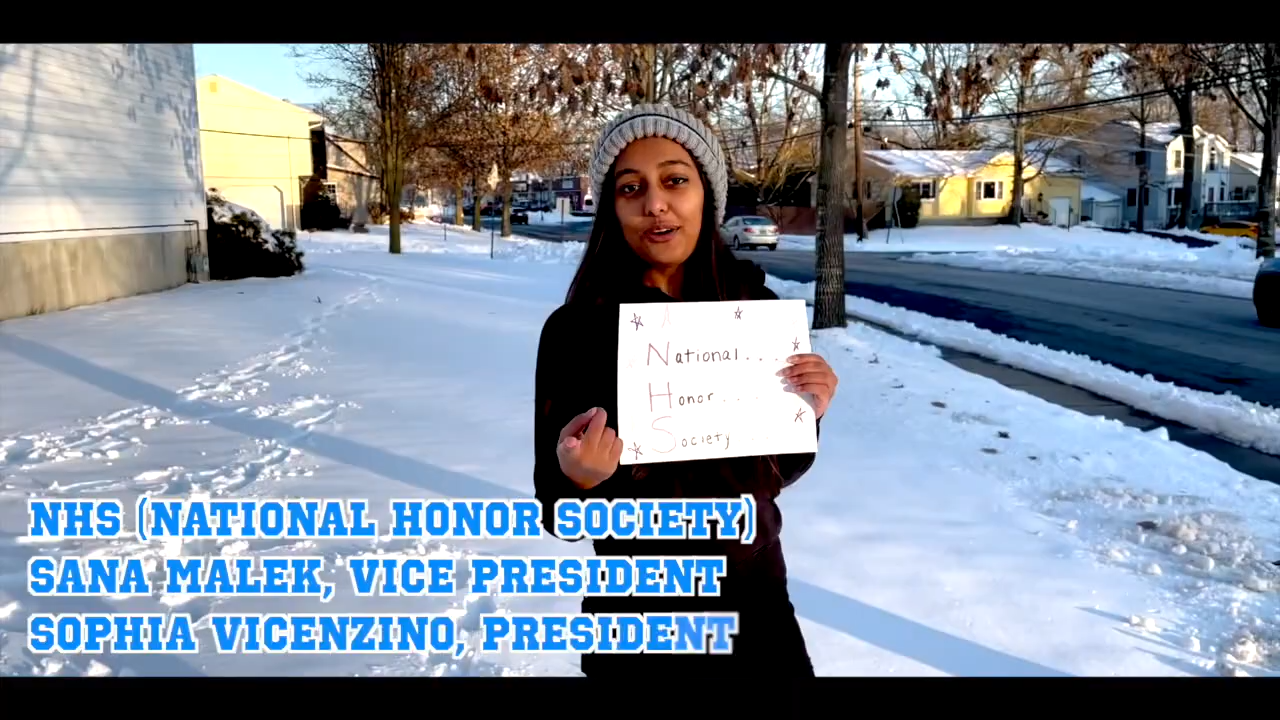 National...
Honor...
Society...
NHS (NATIONAL HONOR SOCIETY)
SANA MALEK, VICE PRESIDENT
SOPHIA VICENZINO, PRESIDENT